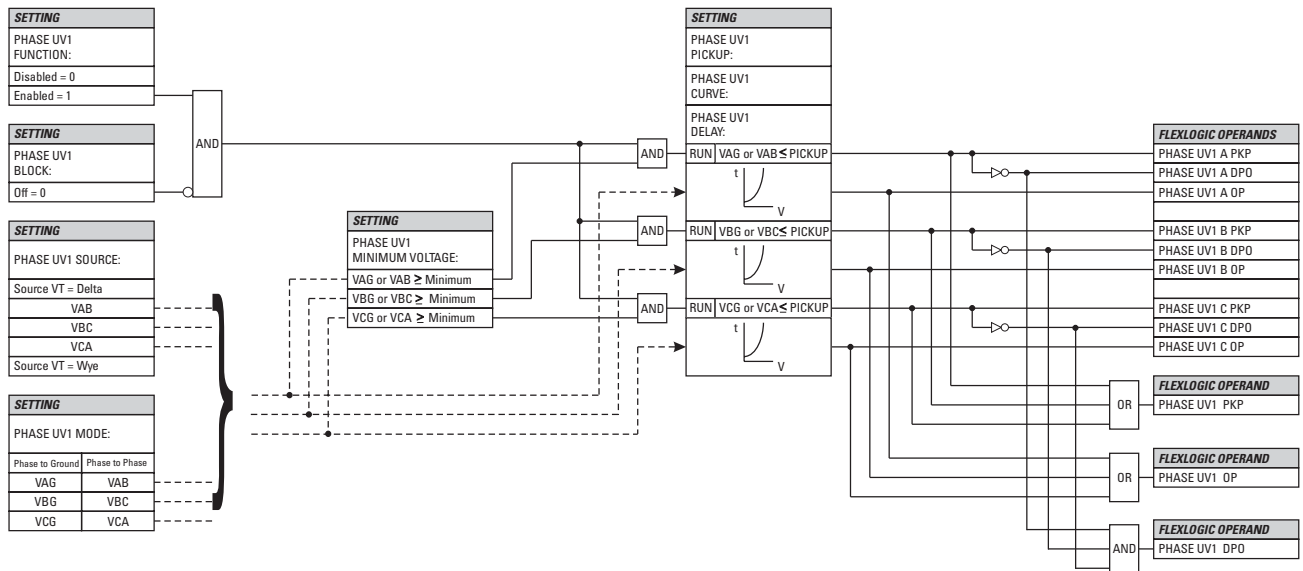 SETTING
PHASE UV1
FUNCTION:
Disabled = 0
Enabled = 1
SETTING
PHASE UV1
BLOCK:
Off = 0
AND
SETTING
PHASE UV1 SOURCE:
Source VT = Delta
VAB
VBC
VCA
Source VT = Wye
SETTING
PHASE UV1 MODE:
Phase to Ground Phase to Phase
VAG VAB
VBG VBC
VCG VCA
SETTING
PHASE UV1
MINIMUM VOLTAGE:
VAG or VAB ≥ Minimum
VBG or VBC ≥ Minimum
VCG or VCA ≥ Minimum
AND
AND
AND
SETTING
PHASE UV1
PICKUP:
PHASE UV1
CURVE:
PHASE UV1
DELAY:
RUN VAG or VAB ≤ PICKUP
t
V
RUN VBG or VBC ≤ PICKUP
t
V
RUN VCG or VCA ≤ PICKUP
t
V
FLEXLOGIC OPERANDS
PHASE UV1 A PKP
PHASE UV1 A DPO
PHASE UV1 A OP
PHASE UV1 B PKP
PHASE UV1 B DPO
PHASE UV1 B OP
PHASE UV1 C PKP
PHASE UV1 C DPO
PHASE UV1 C OP
OR
FLEXLOGIC OPERAND
PHASE UV1 PKP
OR
FLEXLOGIC OPERAND
PHASE UV1 OP
AND
FLEXLOGIC OPERAND
PHASE UV1 DPO